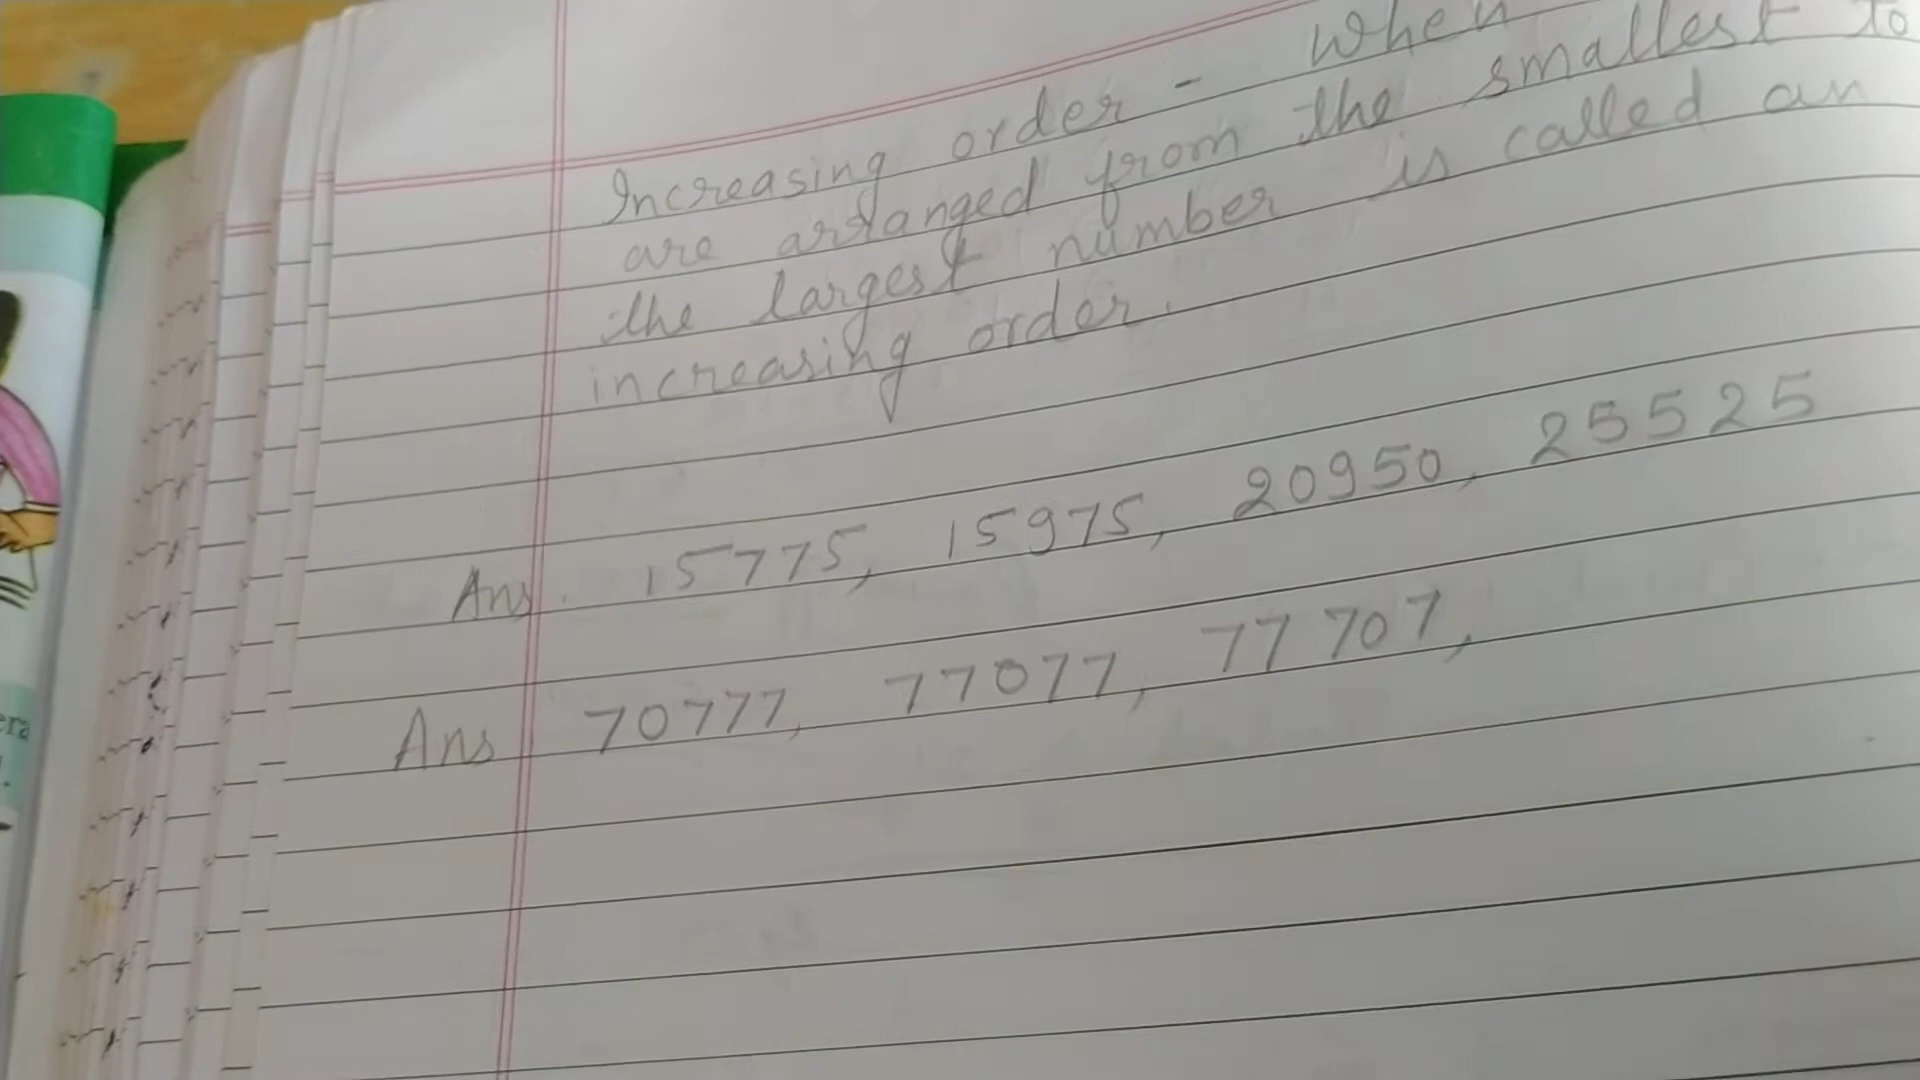 Increasing order - When
are arranged from the smallest to
the largest number is called an
increasing order.
Ans. 15775, 15975, 20950, 25525
Ans 70777, 77077, 77707,
era